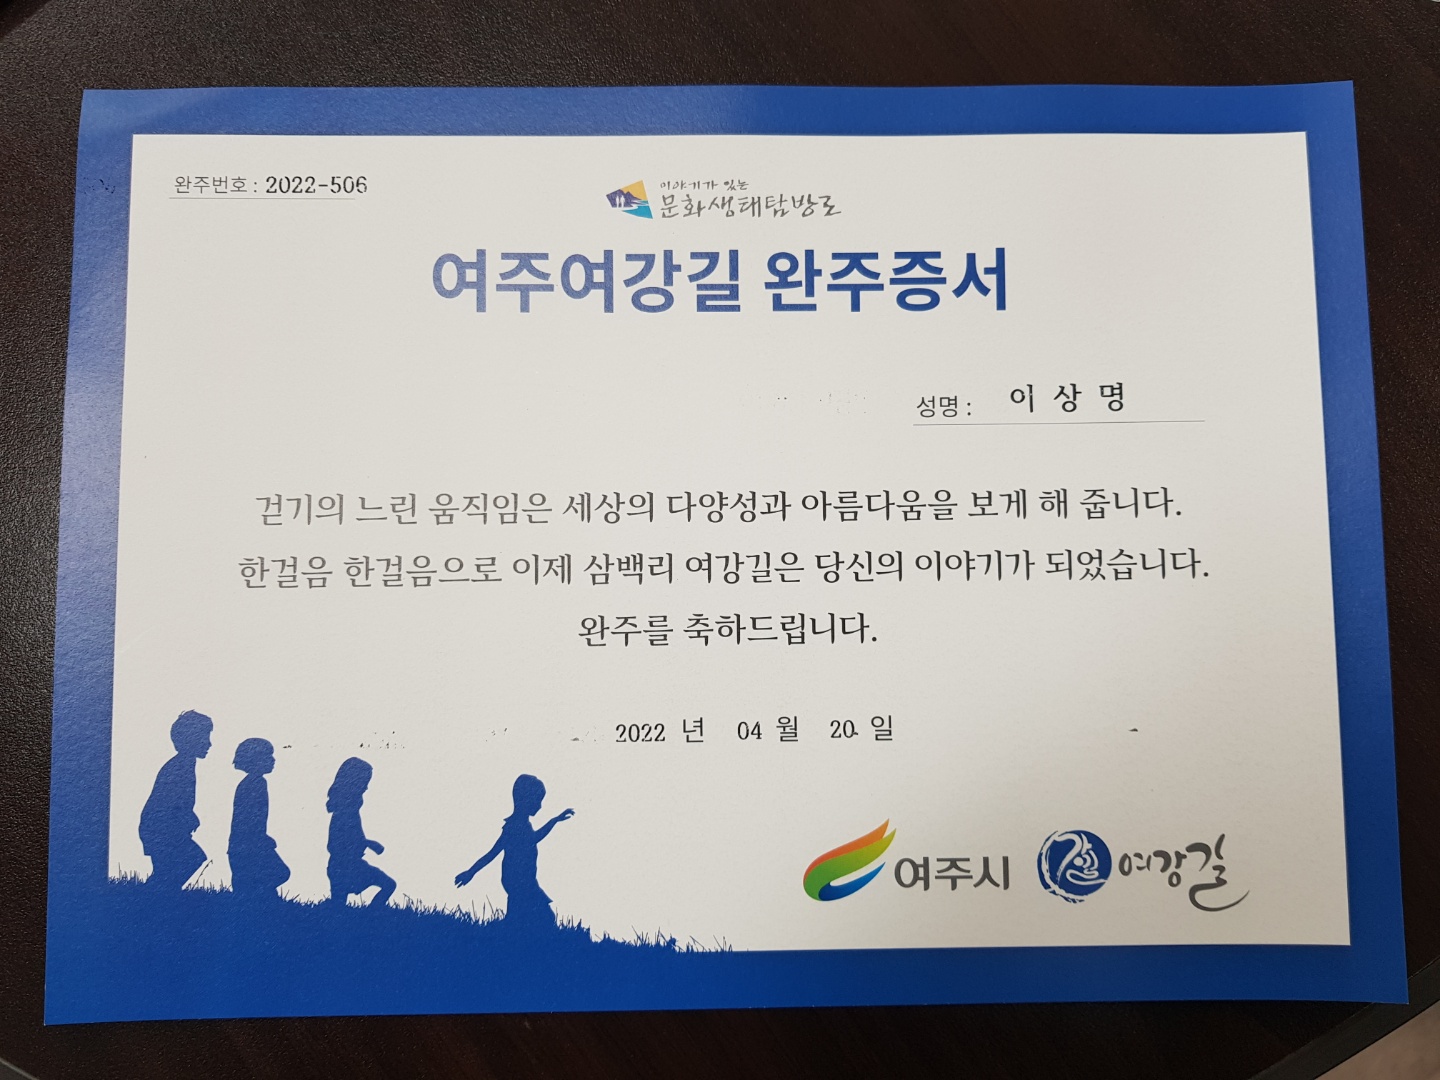 완주번호 : 2022-506
이야기가 있는
문화생태탐방로
여주여강길 완주증서
성명 : 이 상 명
걷기의 느린 움직임은 세상의 다양성과 아름다움을 보게 해 줍니다.
한걸음 한걸음으로 이제 삼백리 여강길은 당신의 이야기가 되었습니다.
완주를 축하드립니다.
2022 년 04 월 20 일
여주시
여강길